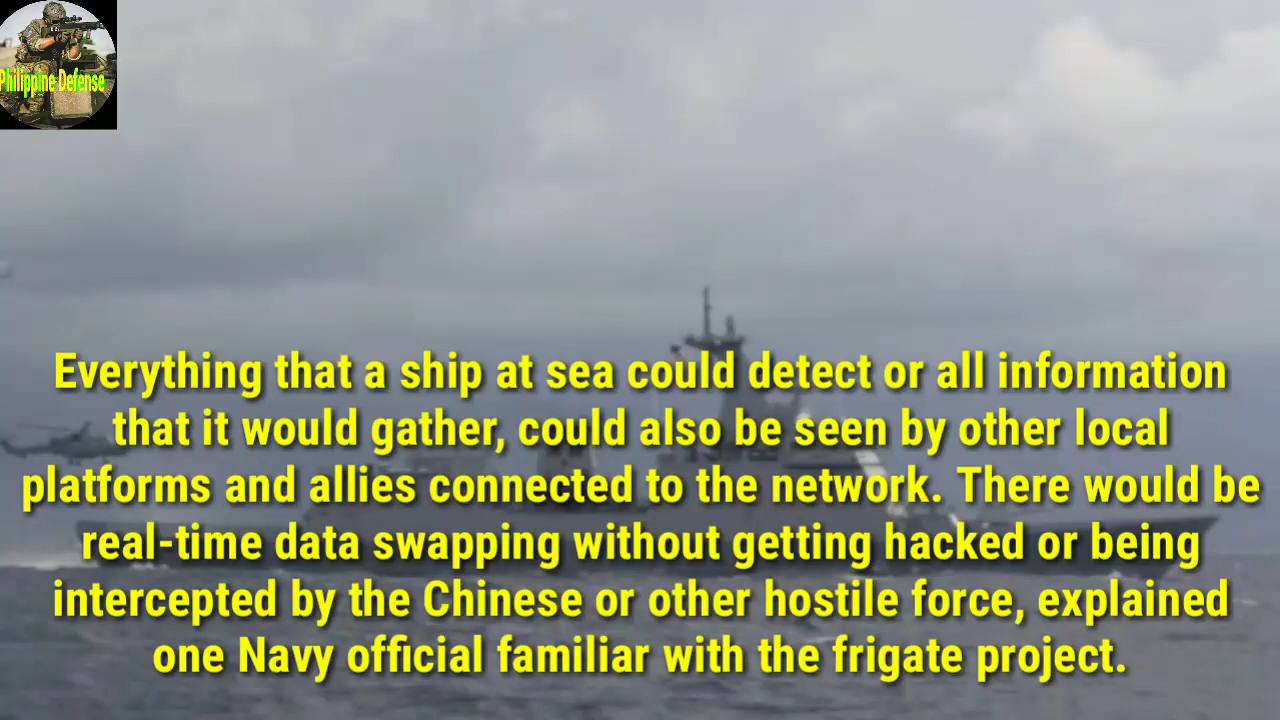 Philippine Defense
Everything that a ship at sea could detect or all information
that it would gather, could also be seen by other local
platforms and allies connected to the network. There would be
real-time data swapping without getting hacked or being
intercepted by the Chinese or other hostile force, explained
one Navy official familiar with the frigate project.